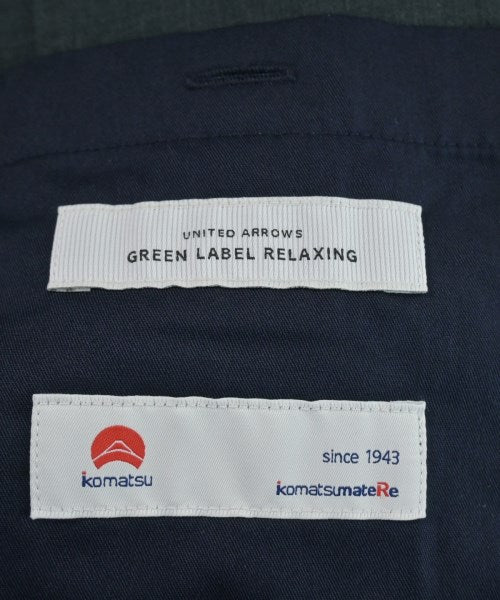 UNITED ARROWS
GREEN LABEL RELAXING
komatsu
since 1943
komatsumateRe